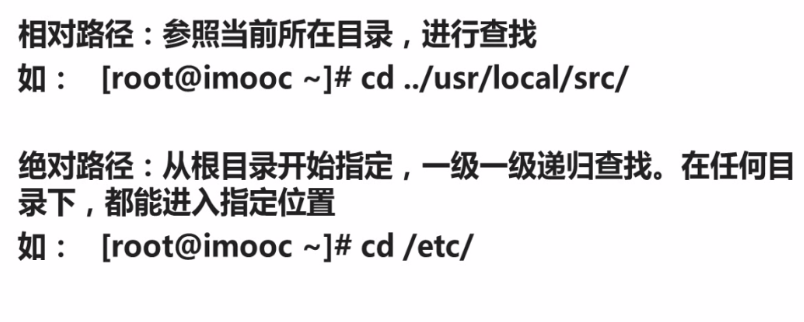 相对路径：参照当前所在目录，进行查找
如： [root@imooc ~]# cd ../usr/local/src/
绝对路径：从根目录开始指定，一级一级递归查找。在任何目
录下，都能进入指定位置
如： [root@imooc ~]# cd /etc/